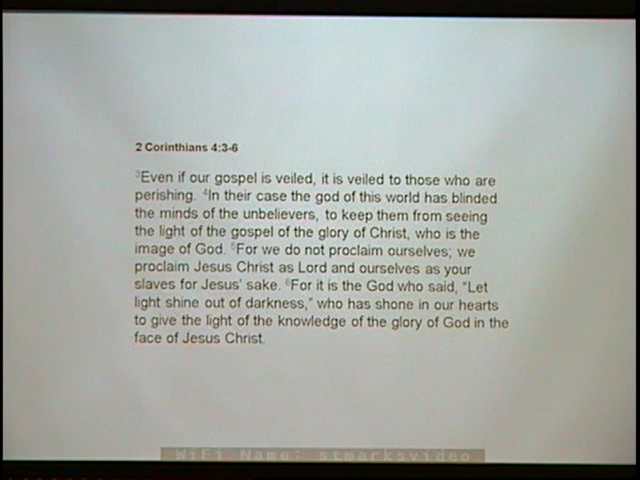 2 Corinthians 4:3-6
³Even if our gospel is veiled, it is veiled to those who are
perishing. ⁴In their case the god of this world has blinded
the minds of the unbelievers, to keep them from seeing
the light of the gospel of the glory of Christ, who is the
image of God. ⁵For we do not proclaim ourselves; we
proclaim Jesus Christ as Lord and ourselves as your
slaves for Jesus' sake. ⁶For it is the God who said, "Let
light shine out of darkness," who has shone in our hearts
to give the light of the knowledge of the glory of God in the
face of Jesus Christ.
WiFi Name: stmarksvideo